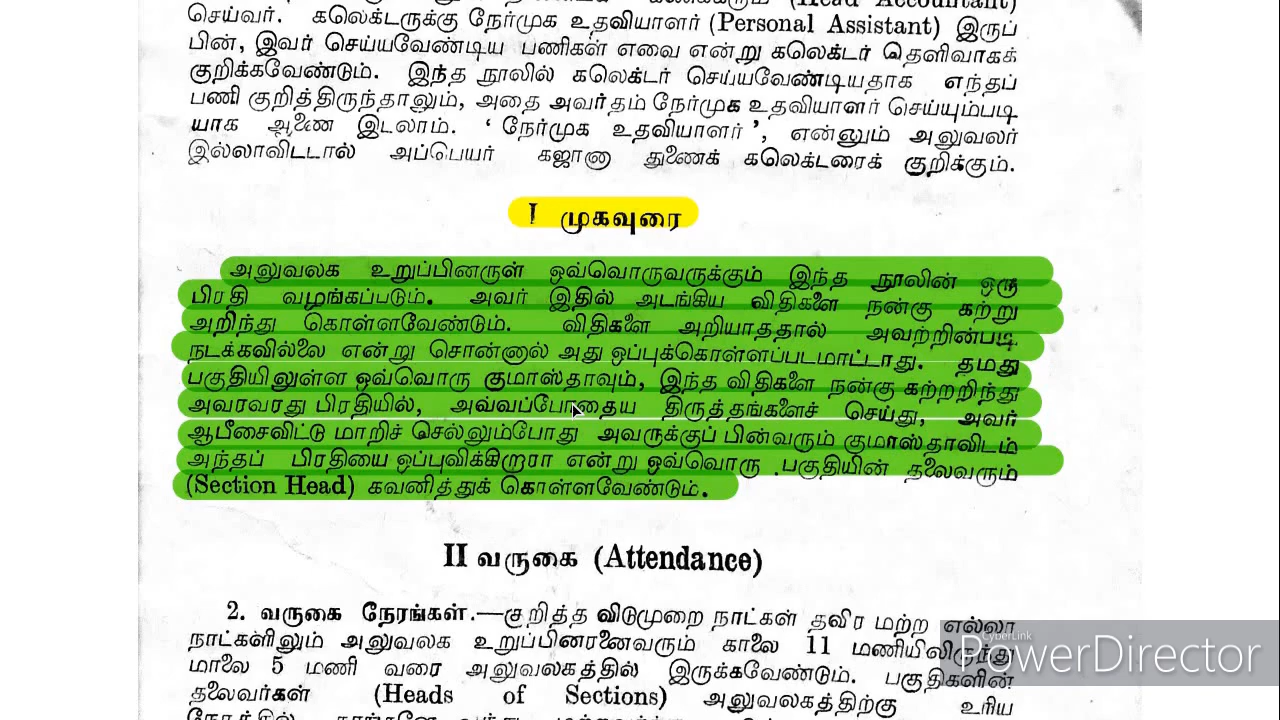 (Head Accountant)
செய்வர். கலெக்டருக்கு நேர்முக உதவியாளர் (Personal Assistant) இருப்
பின், இவர் செய்யவேண்டிய பணிகள் எவை என்று கலெக்டர் தெளிவாகக்
குறிக்கவேண்டும். இந்த நூலில் கலெக்டர் செய்யவேண்டியதாக எந்தப்
பணி குறித்திருந்தாலும், அதை அவர்தம் நேர்முக உதவியாளர் செய்யும்படி
யாக ஆணை இடலாம். ‘ நேர்முக உதவியாளர் ’, என்னும் அலுவலர்
இல்லாவிட்டால் அப்பெயர் கஜானா துணைக் கலெக்டரைக் குறிக்கும்.
I முகவுரை
அலுவலக உறுப்பினருள் ஒவ்வொருவருக்கும் இந்த நூலின் ஒரு
பிரதி வழங்கப்படும். அவர் இதில் அடங்கிய விதிகளை நன்கு கற்று
அறிந்து கொள்ளவேண்டும். விதிகளை அறியாததால் அவற்றின்படி
நடக்கவில்லை என்று சொன்னால் அது ஒப்புக்கொள்ளப்படமாட்டாது. தமது
பகுதியிலுள்ள ஒவ்வொரு குமாஸ்தாவும், இந்த விதிகளை நன்கு கற்றறிந்து
அவரவரது பிரதியில், அவ்வப்போதைய திருத்தங்களைச் செய்து, அவர்
ஆபீசைவிட்டு மாறிச் செல்லும்போது அவருக்குப் பின்வரும் குமாஸ்தாவிடம்
அந்தப் பிரதியை ஒப்புவிக்கிறாரா என்று ஒவ்வொரு பகுதியின் தலைவரும்
(Section Head) கவனித்துக் கொள்ளவேண்டும்.
II வருகை (Attendance)
2. வருகை நேரங்கள்.—குறித்த விடுமுறை நாட்கள் தவிர மற்ற எல்லா
நாட்களிலும் அலுவலக உறுப்பினரனைவரும் காலை 11 மணியிலிருந்து
மாலை 5 மணி வரை அலுவலகத்தில் இருக்கவேண்டும். பகுதிகளின்
தலைவர்கள் (Heads of Sections) அலுவலகத்திற்கு உரிய
CyberLink
PowerDirector